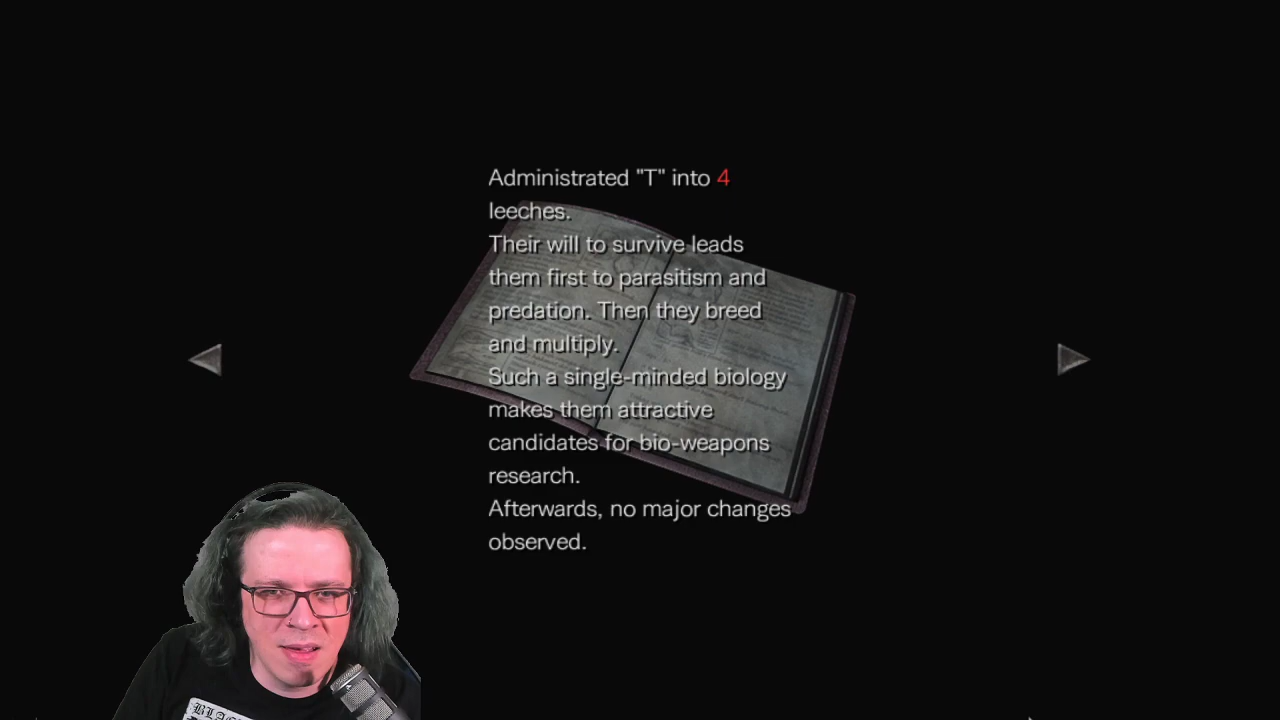 Administrated "T" into 4
leeches.
Their will to survive leads
them first to parasitism and
predation. Then they breed
and multiply.
Such a single-minded biology
makes them attractive
candidates for bio-weapons
research.
Afterwards, no major changes
observed.